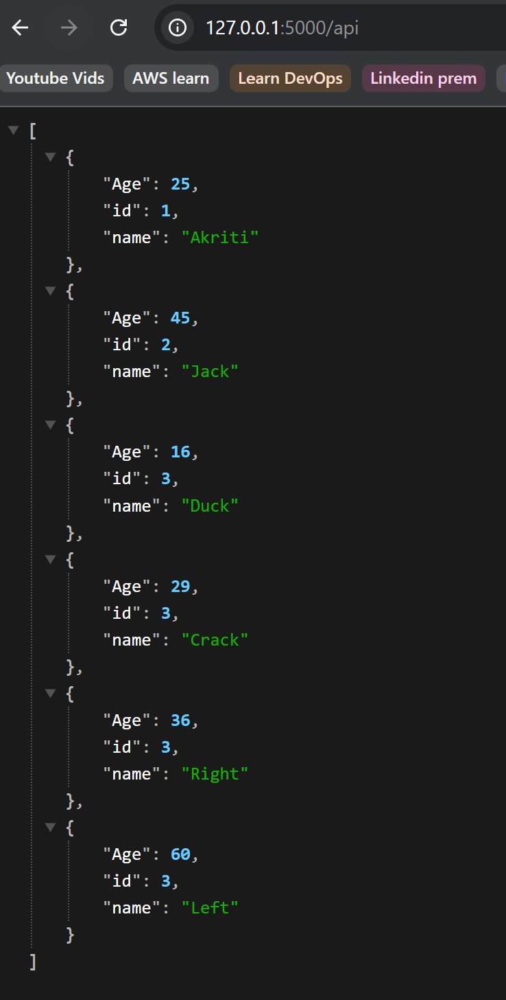 127.0.0.1:5000/api
Youtube Vids AWS learn Learn DevOps Linkedin prem
[
{
"Age": 25,
"id": 1,
"name": "Akriti"
},
{
"Age": 45,
"id": 2,
"name": "Jack"
},
{
"Age": 16,
"id": 3,
"name": "Duck"
},
{
"Age": 29,
"id": 3,
"name": "Crack"
},
{
"Age": 36,
"id": 3,
"name": "Right"
},
{
"Age": 60,
"id": 3,
"name": "Left"
}
]